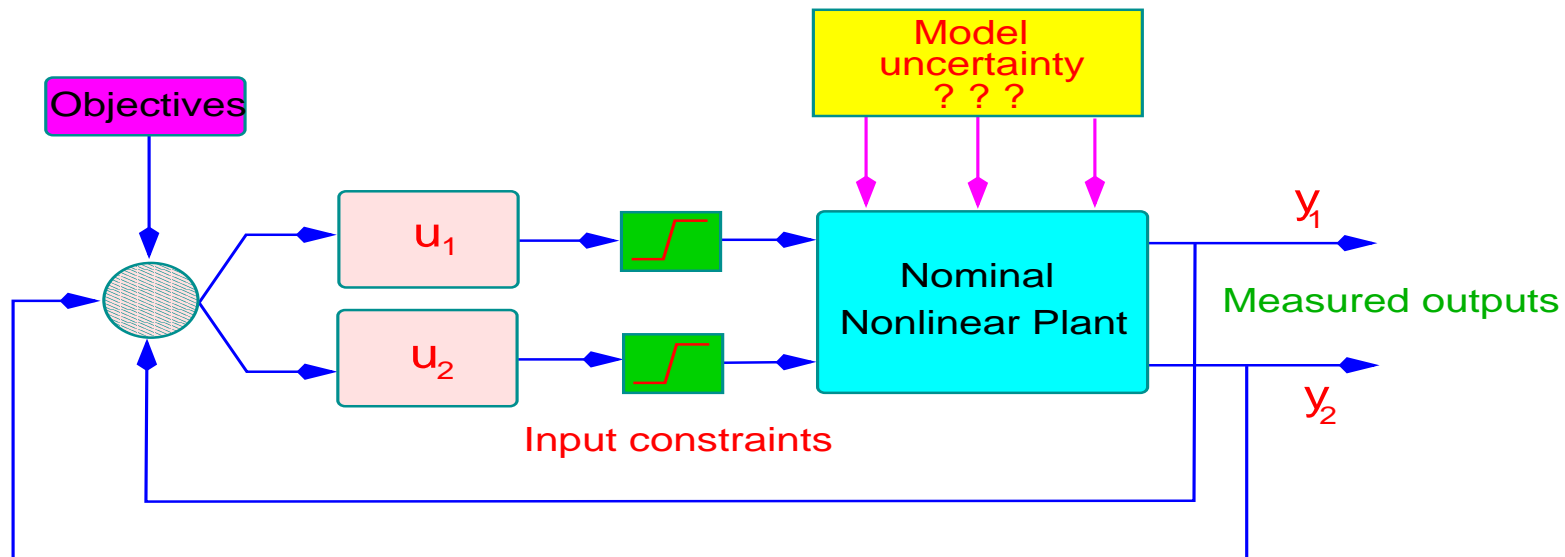 Model
uncertainty
? ? ?
Objectives
u1
y1
Nominal
Nonlinear Plant
Measured outputs
u2
y2
Input constraints